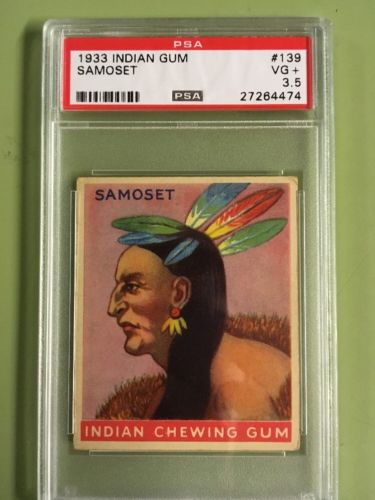 PSA
1933 INDIAN GUM #139
SAMOSET VG + 
3.5
PSA 27264474
SAMOSET
INDIAN CHEWING GUM